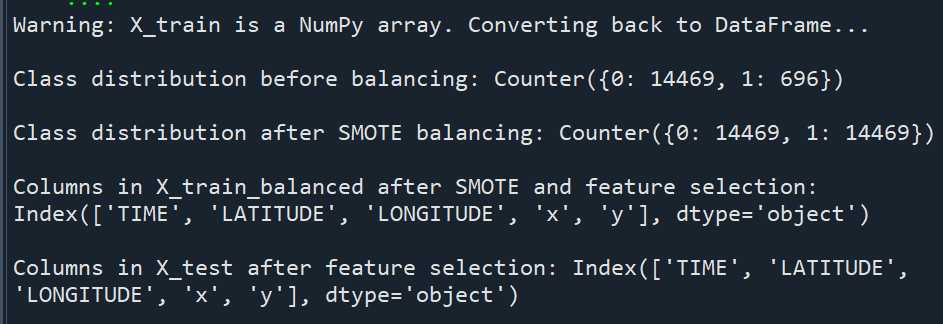 Warning: X_train is a NumPy array. Converting back to DataFrame...
Class distribution before balancing: Counter({0: 14469, 1: 696})
Class distribution after SMOTE balancing: Counter({0: 14469, 1: 14469})
Columns in X_train_balanced after SMOTE and feature selection:
Index(['TIME', 'LATITUDE', 'LONGITUDE', 'x', 'y'], dtype='object')
Columns in X_test after feature selection: Index(['TIME', 'LATITUDE',
'LONGITUDE', 'x', 'y'], dtype='object')